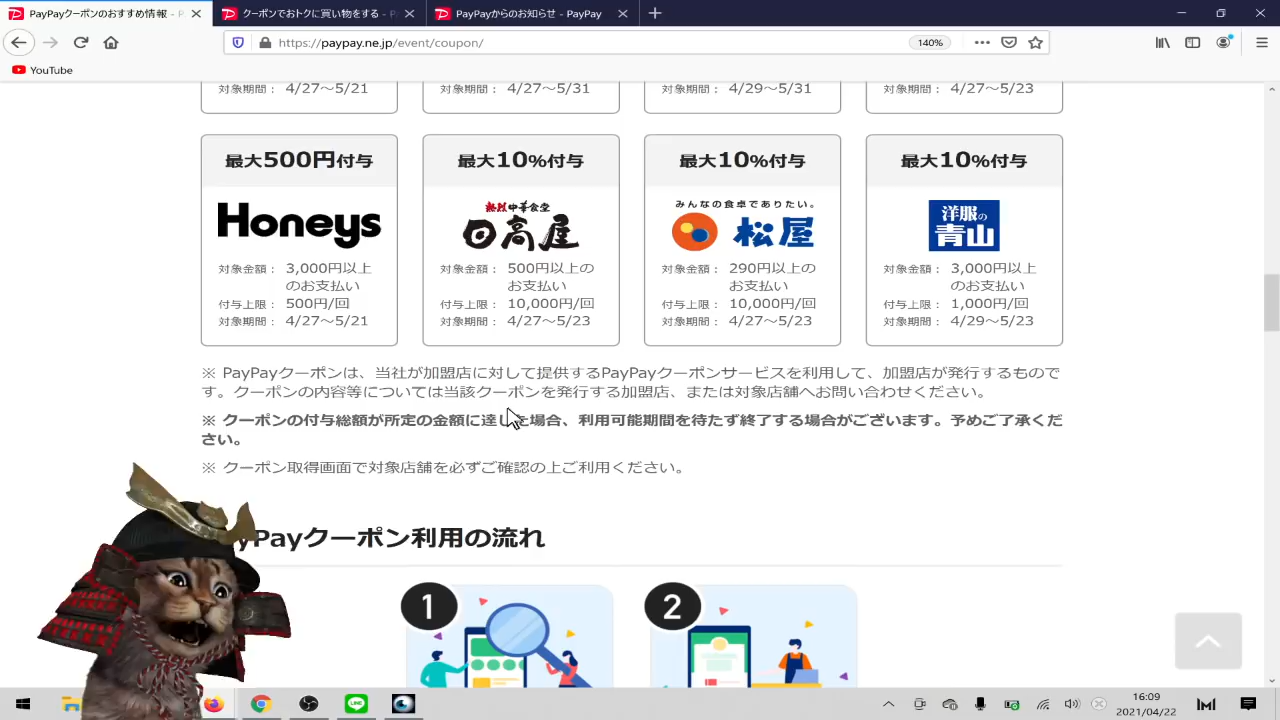 PayPayクーポンのおすすめ情報 - P
クーポンでおトクに買い物をする - P
PayPayからのお知らせ - PayPay
https://paypay.ne.jp/event/coupon/
140%
YouTube
対象期間： 4/27～5/21
対象期間： 4/27～5/31
対象期間： 4/29～5/31
対象期間： 4/27～5/23
最大500円付与
Honeys
対象金額： 3,000円以上
のお支払い
付与上限： 500円/回
対象期間： 4/27～5/21
最大10%付与
熱烈中華食堂
日高屋
対象金額： 500円以上の
お支払い
付与上限： 10,000円/回
対象期間： 4/27～5/23
最大10%付与
みんなの食卓でありたい。
松屋
対象金額： 290円以上の
お支払い
付与上限： 10,000円/回
対象期間： 4/27～5/23
最大10%付与
洋服の
青山
対象金額： 3,000円以上
のお支払い
付与上限： 1,000円/回
対象期間： 4/29～5/23
※ PayPayクーポンは、当社が加盟店に対して提供するPayPayクーポンサービスを利用して、加盟店が発行するもので
す。クーポンの内容等については当該クーポンを発行する加盟店、または対象店舗へお問い合わせください。
※ クーポンの付与総額が所定の金額に達した場合、利用可能期間を待たず終了する場合がございます。予めご了承くだ
さい。
※ クーポン取得画面で対象店舗を必ずご確認の上ご利用ください。
yPayクーポン利用の流れ
1
2
16:09
2021/04/22